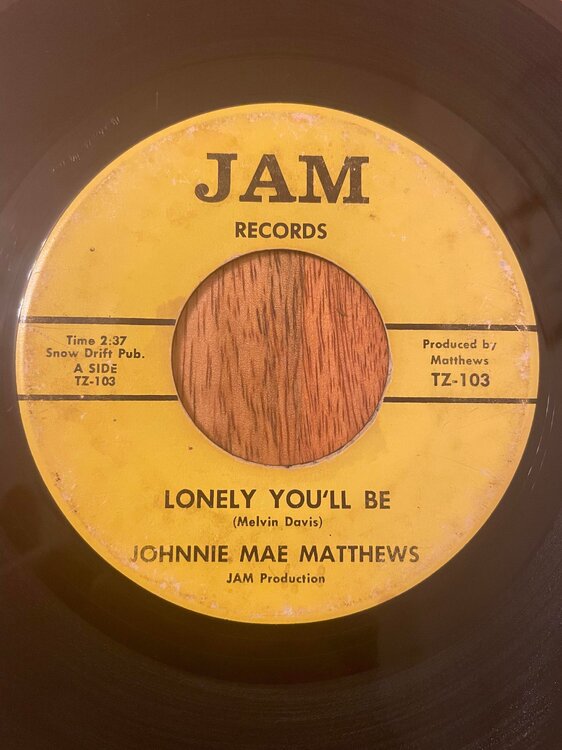 JAM
RECORDS
Time 2:37
Snow Drift Pub.
A SIDE
TZ-103
Produced by
Matthews
TZ-103
LONELY YOU'LL BE
(Melvin Davis)
JOHNNIE MAE MATTHEWS
JAM Production